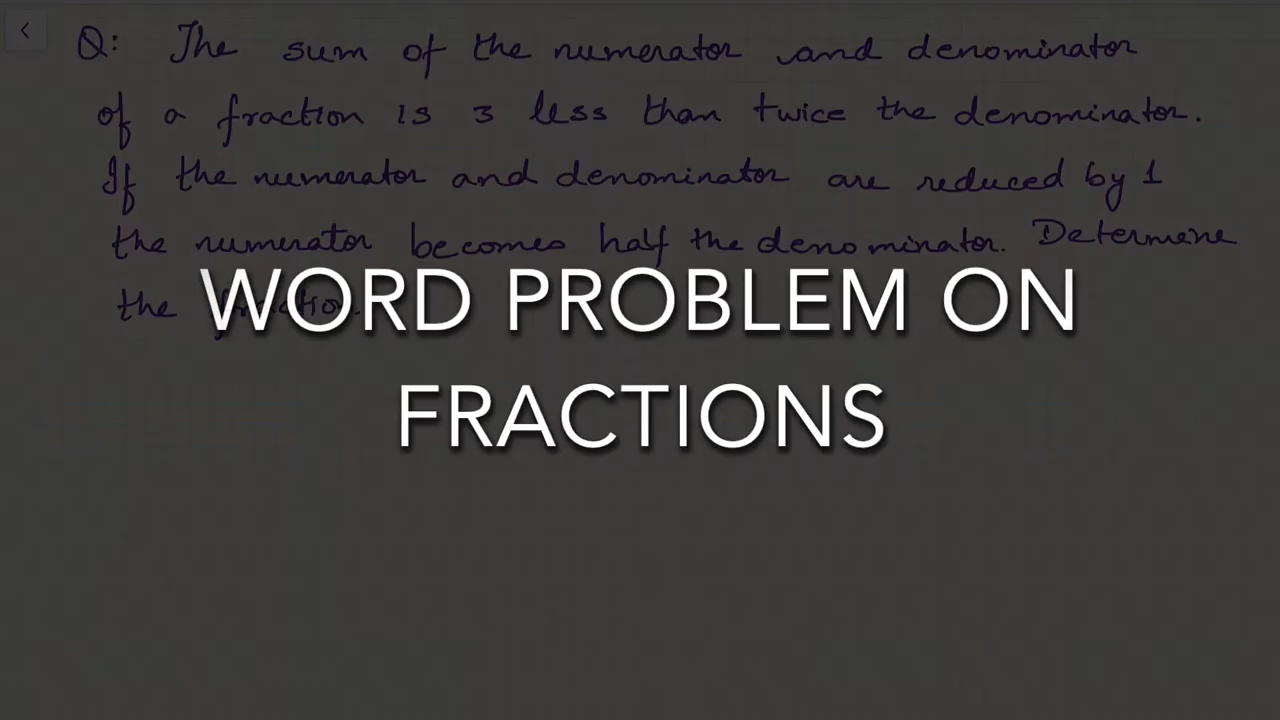 Q: The sum of the numerator and denominator
of a fraction is 3 less than twice the denominator.
If the numerator and denominator are reduced by 1
the numerator becomes half the denominator. Determine
the fraction.
WORD PROBLEM ON
FRACTIONS